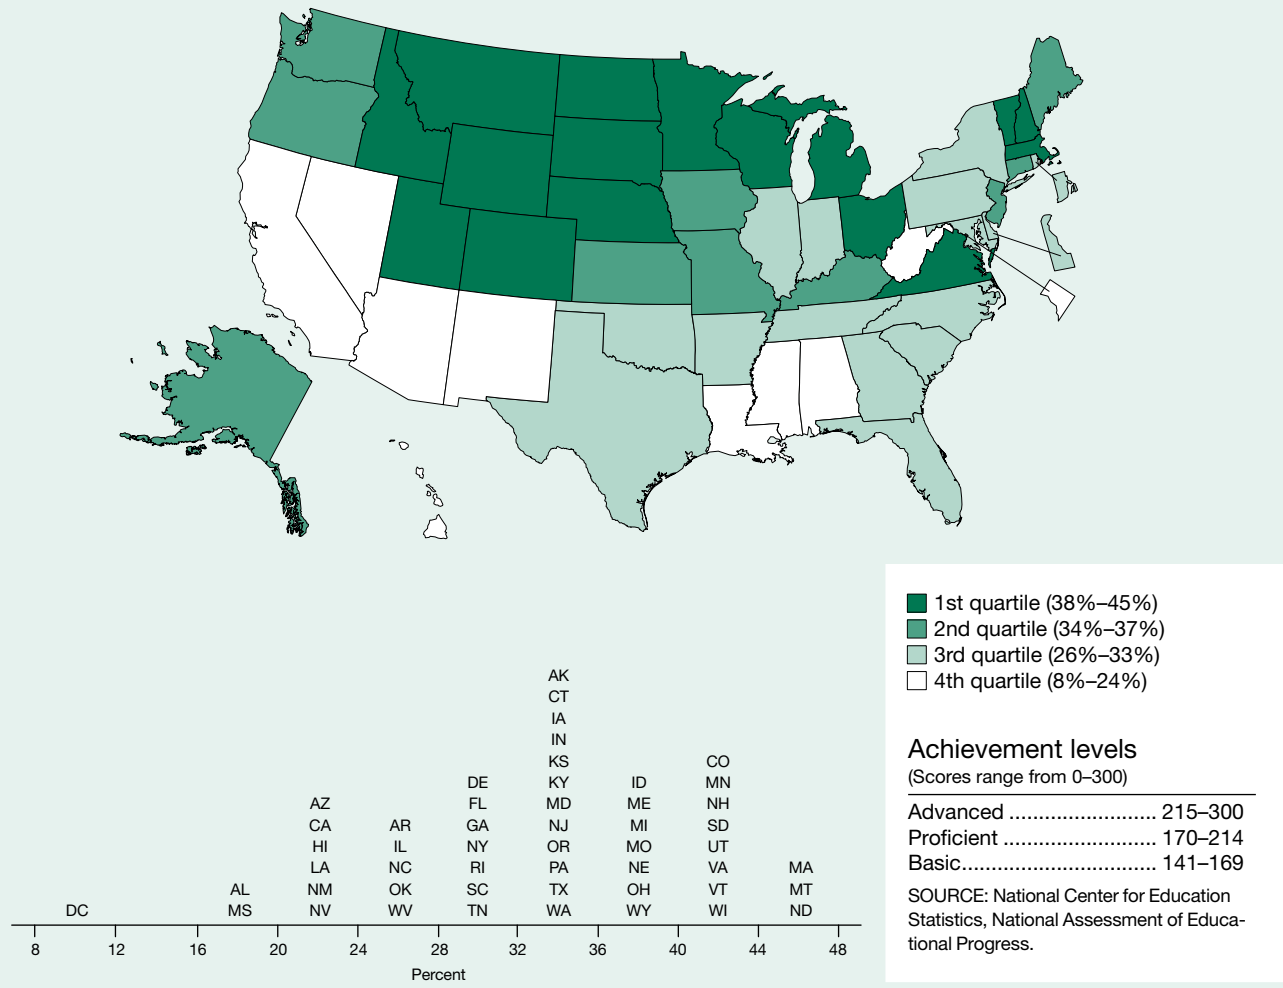 1st quartile (38%–45%)
2nd quartile (34%–37%)
3rd quartile (26%–33%)
4th quartile (8%–24%)
AK
CT
IA
IN
KS CO
DE KY ID MN
AZ FL MD ME NH
CA AR GA NJ MI SD
HI IL NY OR MO UT
LA NC RI PA NE VA MA
AL NM OK SC TX OH VT MT
DC MS NV WV TN WA WY WI ND
8 12 16 20 24 28 32 36 40 44 48
Percent
Achievement levels
(Scores range from 0–300)
Advanced .......................... 215–300
Proficient ........................... 170–214
Basic.................................. 141–169
SOURCE: National Center for Education
Statistics, National Assessment of Educa-
tional Progress.